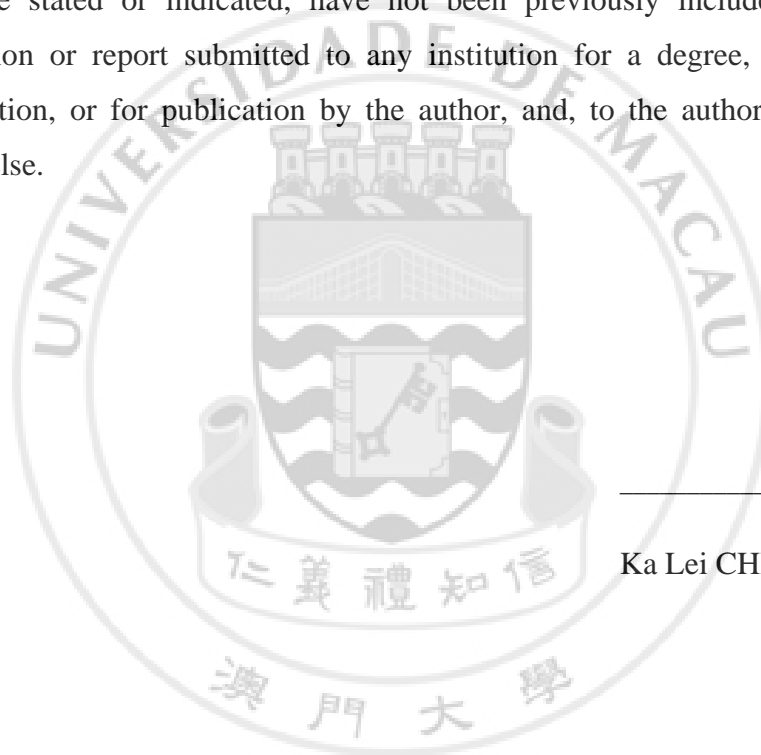 e stated or indicated, have not been previously include
ion or report submitted to any institution for a degree,
tion, or for publication by the author, and, to the author
lse.
UNIVERSIDADE DE MACAU
仁義禮知信
Ka Lei CH
澳門大學